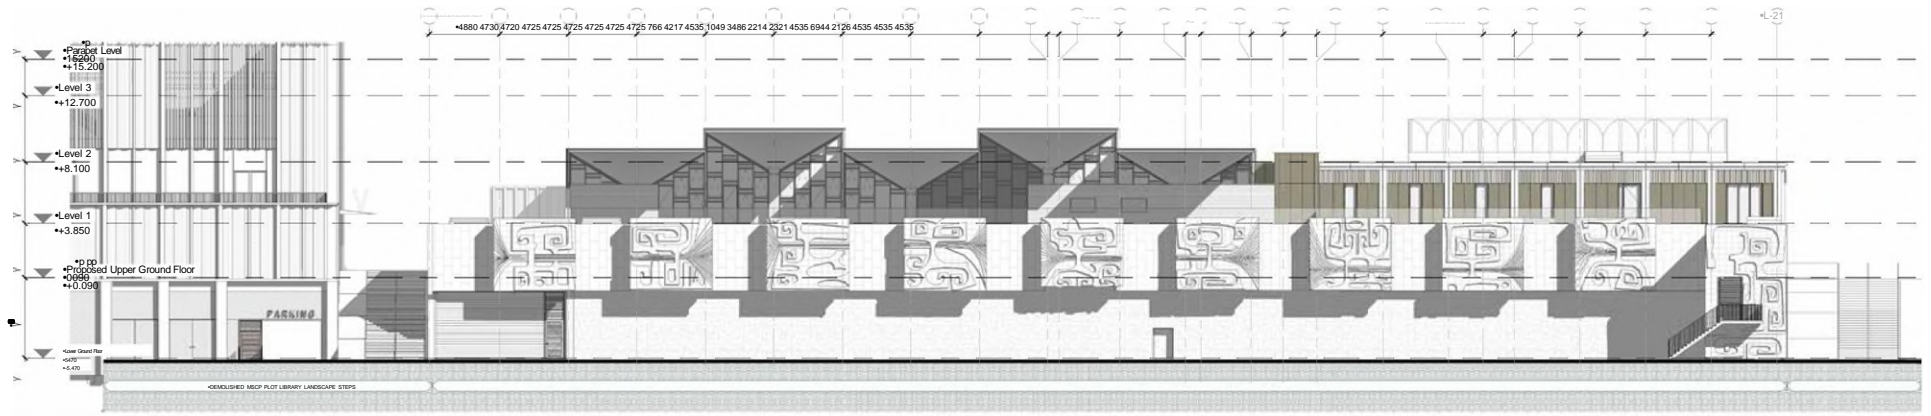 •L-21
•4880 4730 4720 4725 4725 4725 4725 4725 4725 766 4217 4535 1049 3486 2214 2321 4535 6944 2126 4535 4535 4535
•p
•Parapet Level
•15200
•+15.200
•Level 3
•+12.700
•Level 2
•+8.100
•Level 1
•+3.850
•p pp
•Proposed Upper Ground Floor
•+0.090
PARKING
•Lower Ground Floor
•-5.470
•DEMOLISHED MSCP PLOT LIBRARY LANDSCAPE STEPS